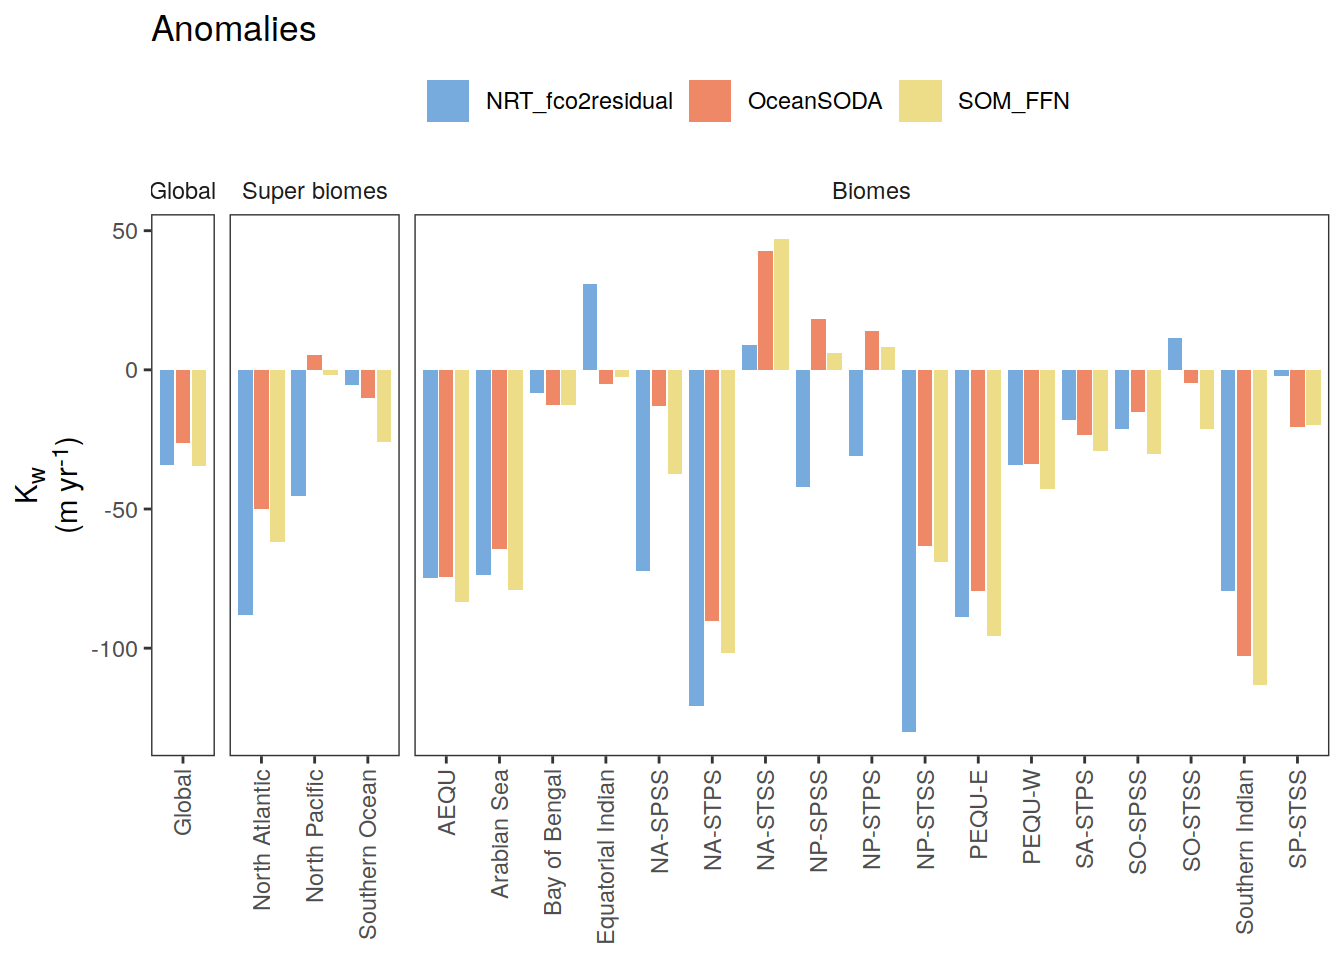 Anomalies
NRT_fco2residual OceanSODA SOM_FFN
Global Super biomes Biomes
50
0
-50
-100
K_w
(m yr^-1)
Global
North Atlantic
North Pacific
Southern Ocean
AEQU
Arabian Sea
Bay of Bengal
Equatorial Indian
NA-SPSS
NA-STPS
NA-STSS
NP-SPSS
NP-STPS
NP-STSS
PEQU-E
PEQU-W
SA-STPS
SO-SPSS
SO-STSS
Southern Indian
SP-STSS